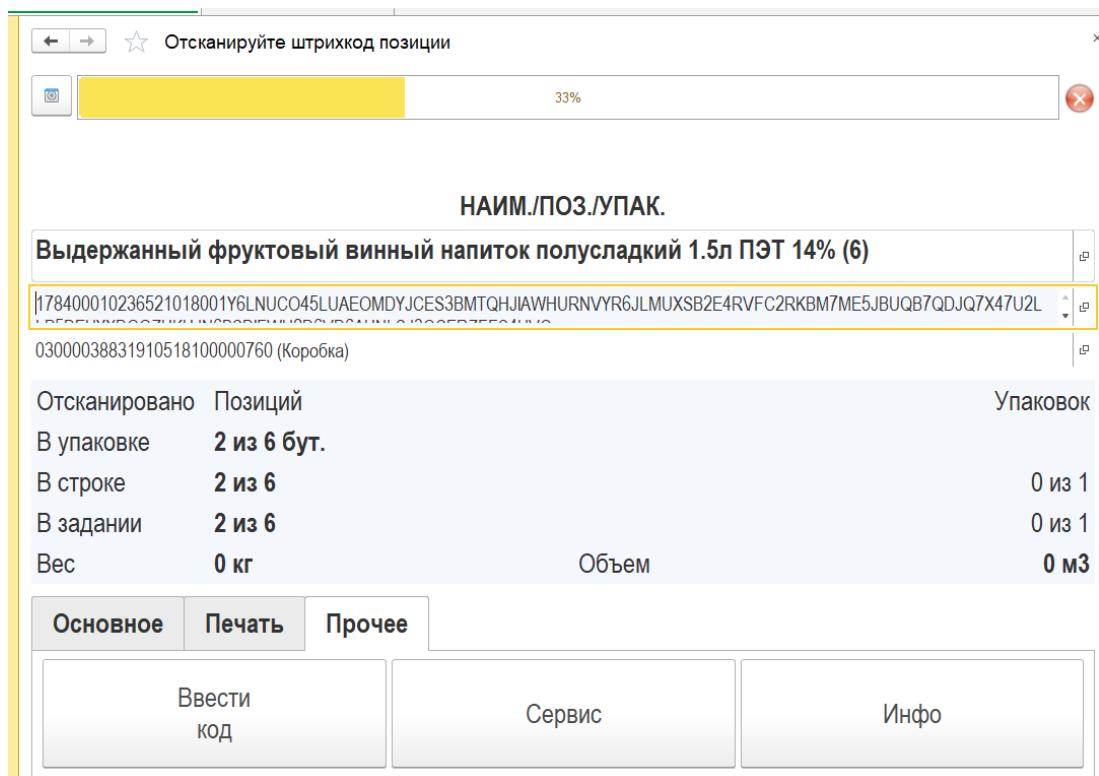 Отсканируйте штрихкод позиции
33%
НАИМ./ПОЗ./УПАК.
Выдержанный фруктовый винный напиток полусладкий 1.5л ПЭТ 14% (6)
178400010236521018001Y6LNUCO45LUAEOMDYJCES3BMTQHJIAWHURNVYR6JLMUXSB2E4RVFC2RKBM7ME5JBUQB7QDJQ7X47U2L
03000038831910518100000760 (Коробка)
Отсканировано Позиций Упаковок
В упаковке 2 из 6 бут.
В строке 2 из 6 0 из 1
В задании 2 из 6 0 из 1
Вес 0 кг Объем 0 м3
Основное Печать Прочее
Ввести
код
Сервис
Инфо